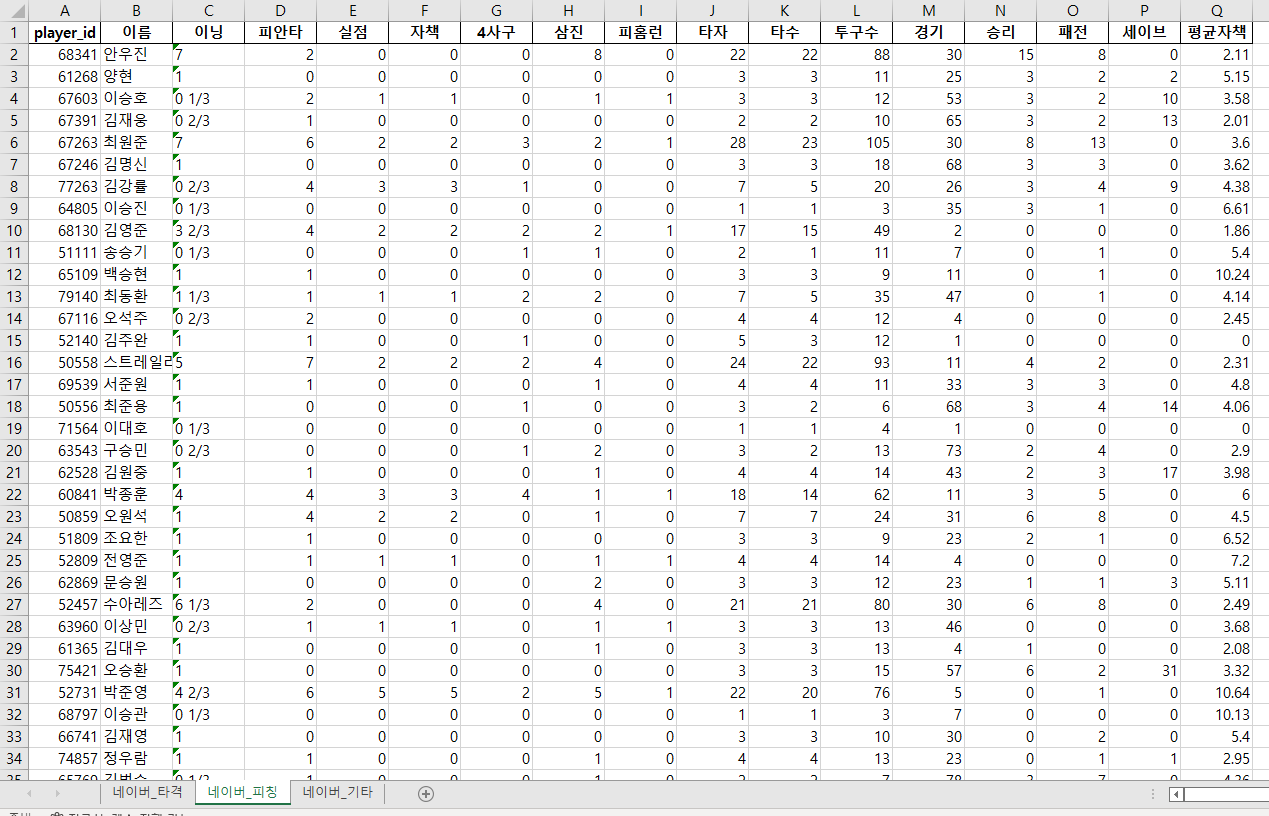 A B C D E F G H I J K L M N O P Q
1 player_id 이름 이닝 피안타 실점 자책 4사구 삼진 피홈런 타자 타수 투구수 경기 승리 패전 세이브 평균자책
2 68341 안우진 7 2 0 0 0 8 0 22 22 88 30 15 8 0 2.11
3 61268 양현 1 0 0 0 0 0 0 3 3 11 25 3 2 2 5.15
4 67603 이승호 0 1/3 2 1 1 0 1 1 3 3 12 53 3 2 10 3.58
5 67391 김재웅 0 2/3 1 0 0 0 0 0 2 2 10 65 3 2 13 2.01
6 67263 최원준 7 6 2 2 3 2 1 28 23 105 30 8 13 0 3.6
7 67246 김명신 1 0 0 0 0 0 0 3 3 18 68 3 3 0 3.62
8 77263 김강률 0 2/3 4 3 3 1 0 0 7 5 20 26 3 4 9 4.38
9 64805 이승진 0 1/3 0 0 0 0 0 0 1 1 3 35 3 1 0 6.61
10 68130 김영준 3 2/3 4 2 2 2 2 1 17 15 49 2 0 0 0 1.86
11 51111 송승기 0 1/3 0 0 0 1 1 0 2 1 11 7 0 1 0 5.4
12 65109 백승현 1 1 0 0 0 0 0 3 3 9 11 0 1 0 10.24
13 79140 최동환 1 1/3 1 1 1 2 2 0 7 5 35 47 0 1 0 4.14
14 67116 오석주 0 2/3 2 0 0 0 0 0 4 4 12 4 0 0 0 2.45
15 52140 김주완 1 1 0 0 1 0 0 5 3 12 1 0 0 0 0
16 50558 스트레일리 5 7 2 2 2 4 0 24 22 93 11 4 2 0 2.31
17 69539 서준원 1 1 0 0 0 1 0 4 4 11 33 3 3 0 4.8
18 50556 최준용 1 0 0 0 1 0 0 3 2 6 68 3 4 14 4.06
19 71564 이대호 0 1/3 0 0 0 0 0 0 1 1 4 1 0 0 0 0
20 63543 구승민 0 2/3 0 0 0 1 2 0 3 2 13 73 2 4 0 2.9
21 62528 김원중 1 1 0 0 0 1 0 4 4 14 43 2 3 17 3.98
22 60841 박종훈 4 4 3 3 4 1 1 18 14 62 11 3 5 0 6
23 50859 오원석 1 4 2 2 0 1 0 7 7 24 31 6 8 0 4.5
24 51809 조요한 1 1 0 0 0 0 0 3 3 9 23 2 1 0 6.52
25 52809 전영준 1 1 1 1 0 1 1 4 4 14 4 0 0 0 7.2
26 62869 문승원 1 0 0 0 0 2 0 3 3 12 23 1 1 3 5.11
27 52457 수아레즈 6 1/3 2 0 0 0 4 0 21 21 80 30 6 8 0 2.49
28 63960 이상민 0 2/3 1 1 1 0 1 1 3 3 13 46 0 0 0 3.68
29 61365 김대우 1 0 0 0 0 1 0 3 3 13 4 1 0 0 2.08
30 75421 오승환 1 0 0 0 0 0 0 3 3 15 57 6 2 31 3.32
31 52731 박준영 4 2/3 6 5 5 2 5 1 22 20 76 5 0 1 0 10.64
32 68797 이승관 0 1/3 0 0 0 0 0 0 1 1 3 7 0 0 0 10.13
33 66741 김재영 1 0 0 0 0 0 0 3 3 10 30 0 2 0 5.4
34 74857 정우람 1 1 0 0 0 1 0 4 4 13 23 0 1 1 2.95
네이버_타격 네이버_피칭 네이버_기타